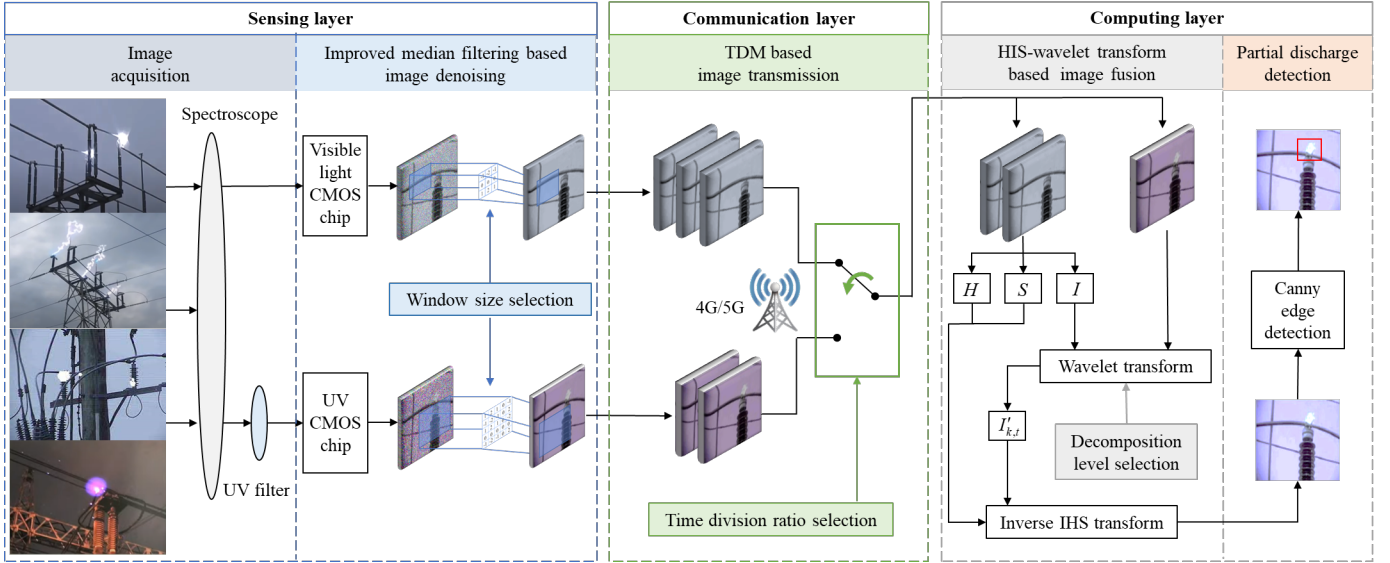 Sensing layer
Communication layer
Computing layer
Image
acquisition
Improved median filtering based
image denoising
TDM based
image transmission
HIS-wavelet transform
based image fusion
Partial discharge
detection
Spectroscope
Visible
light
CMOS
chip
Window size selection
UV
CMOS
chip
UV filter
4G/5G
Time division ratio selection
H
S
I
Wavelet transform
I'k,t
Decomposition
level selection
Inverse IHS transform
Canny
edge
detection